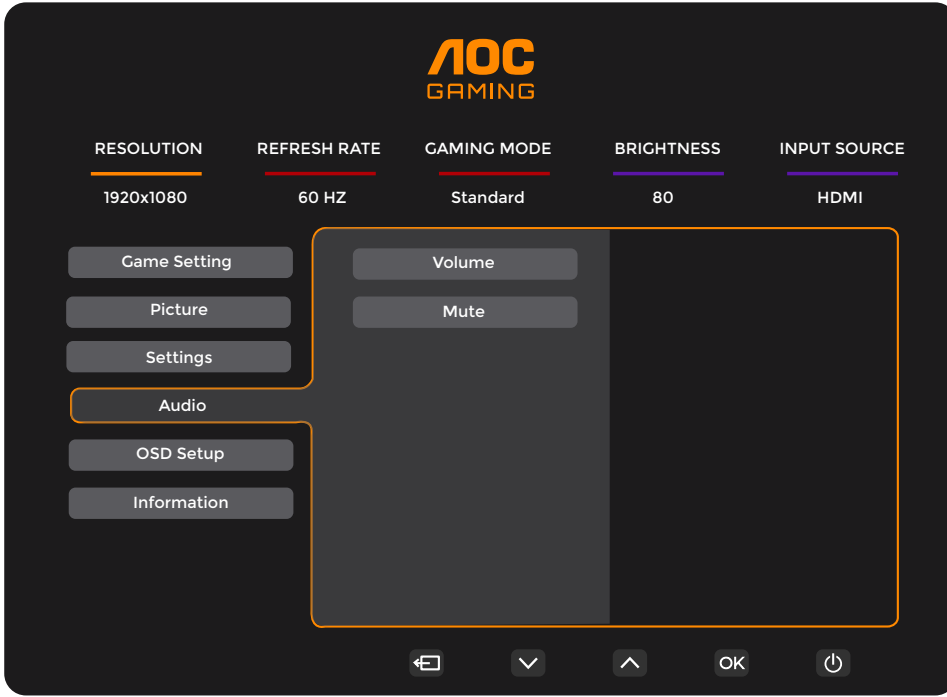 AOC
GAMING
RESOLUTION REFRESH RATE GAMING MODE BRIGHTNESS INPUT SOURCE
1920x1080 60 HZ Standard 80 HDMI
Game Setting Volume
Picture Mute
Settings
Audio
OSD Setup
Information
OK